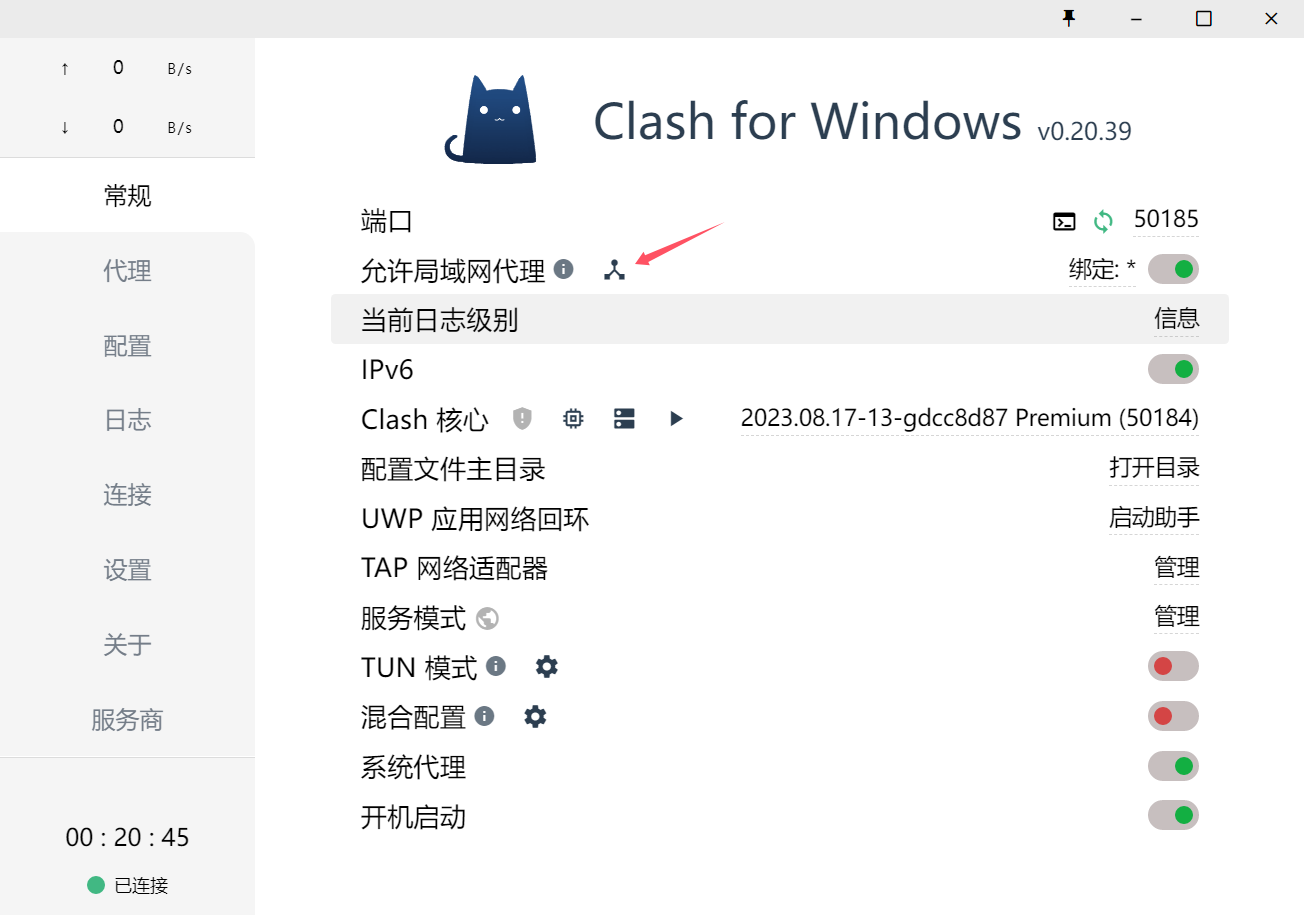 ↑ 0 B/s
↓ 0 B/s
常规
代理
配置
日志
连接
设置
关于
服务商
00 : 20 : 45
已连接
Clash for Windows v0.20.39
端口 50185
允许局域网代理 绑定: *
当前日志级别 信息
IPv6
Clash 核心 2023.08.17-13-gdcc8d87 Premium (50184)
配置文件主目录 打开目录
UWP 应用网络回环 启动助手
TAP 网络适配器 管理
服务模式 管理
TUN 模式
混合配置
系统代理
开机启动